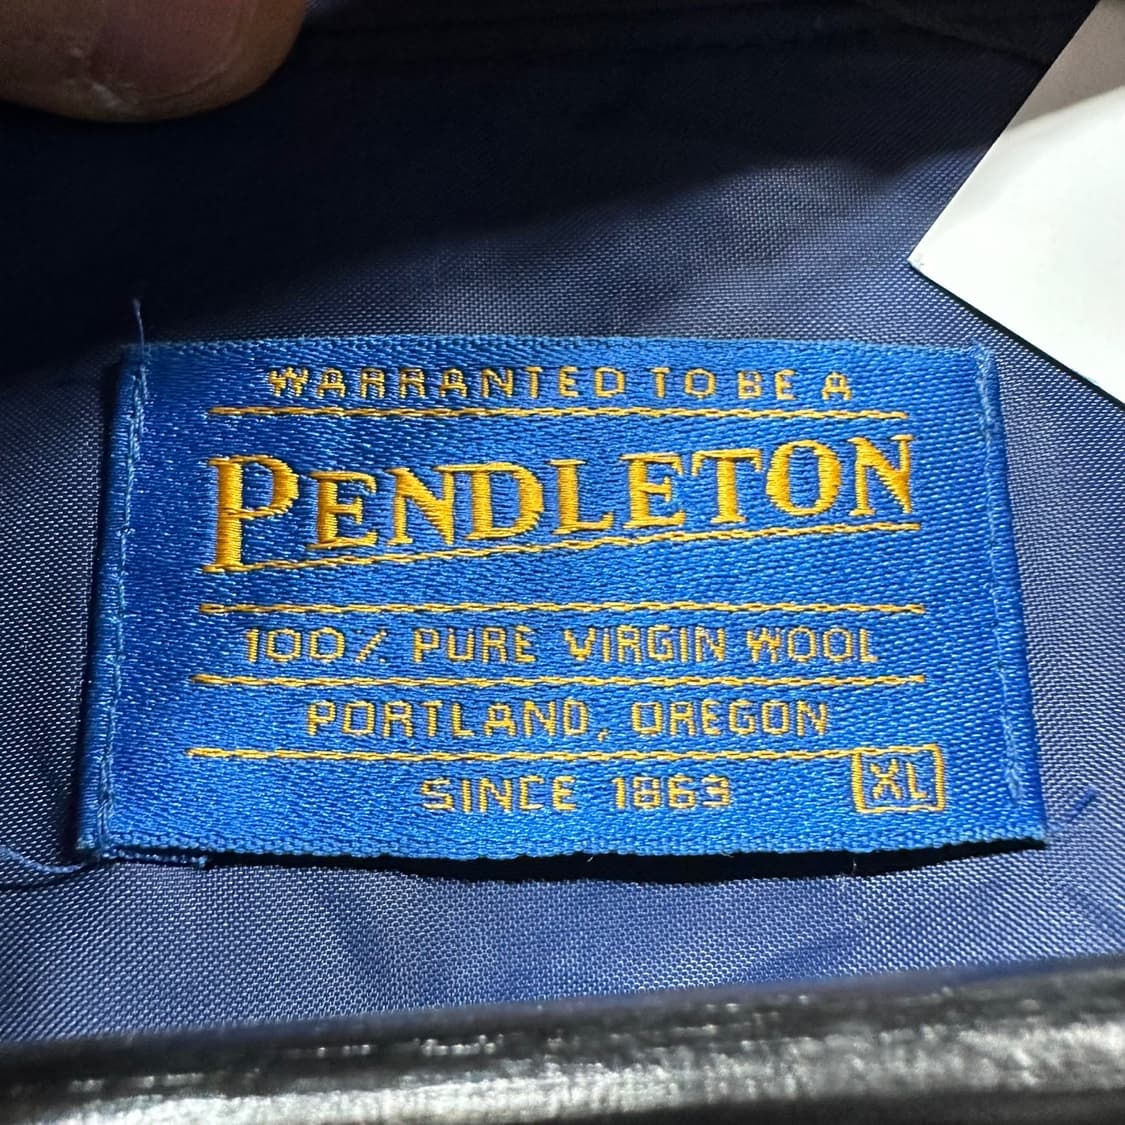 WARRANTED TO BE A
PENDLETON
100% PURE VIRGIN WOOL
PORTLAND, OREGON
SINCE 1863
XL